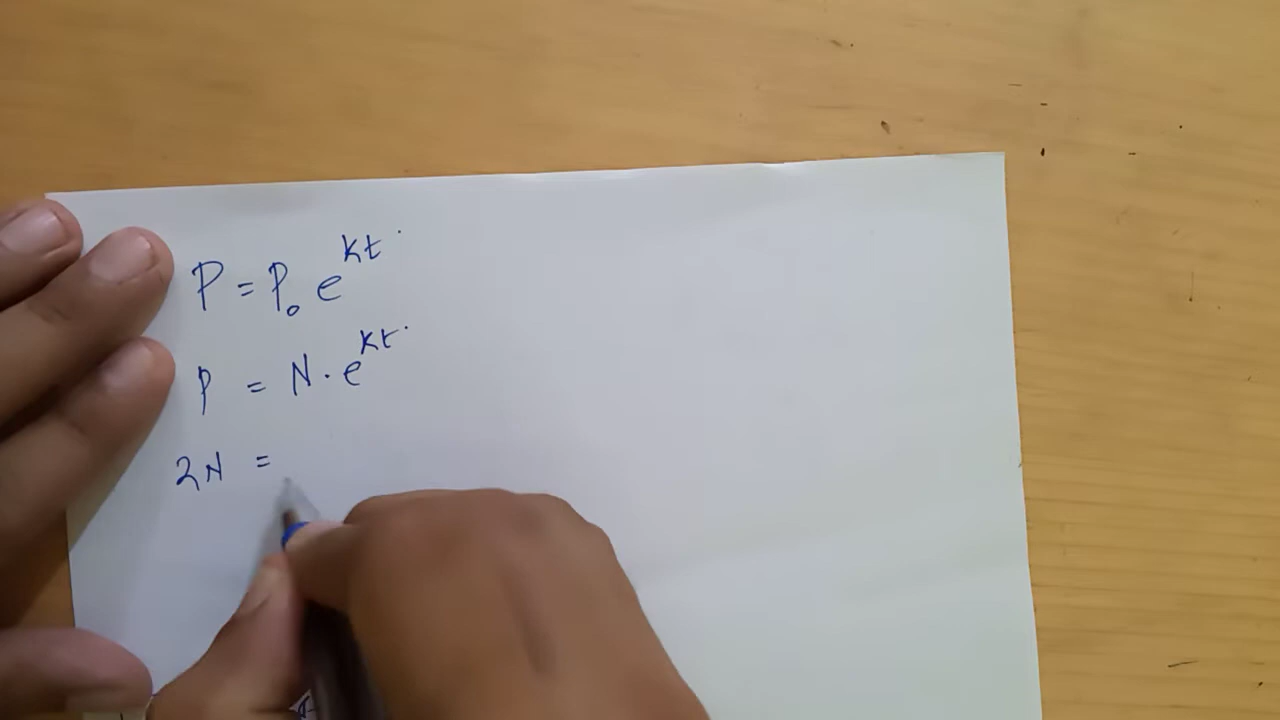 P = P₀ e^{kt}
P = N · e^{kt}
2N =